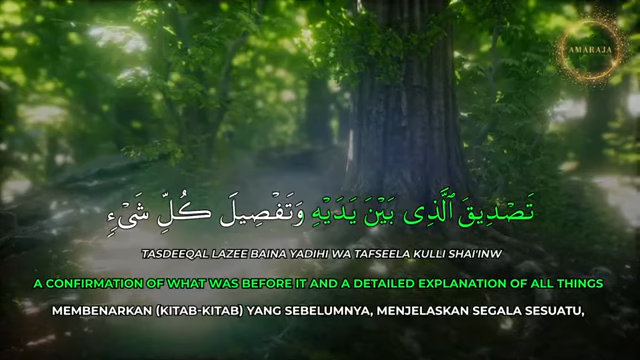 AMARAJA
تَصْدِيقَ ٱلَّذِى بَيْنَ يَدَيْهِ وَتَفْصِيلَ كُلِّ شَىْءٍ
TASDEEQAL LAZEE BAINA YADIHI WA TAFSEELA KULLI SHAI'INW
A CONFIRMATION OF WHAT WAS BEFORE IT AND A DETAILED EXPLANATION OF ALL THINGS
MEMBENARKAN (KITAB-KITAB) YANG SEBELUMNYA, MENJELASKAN SEGALA SESUATU,